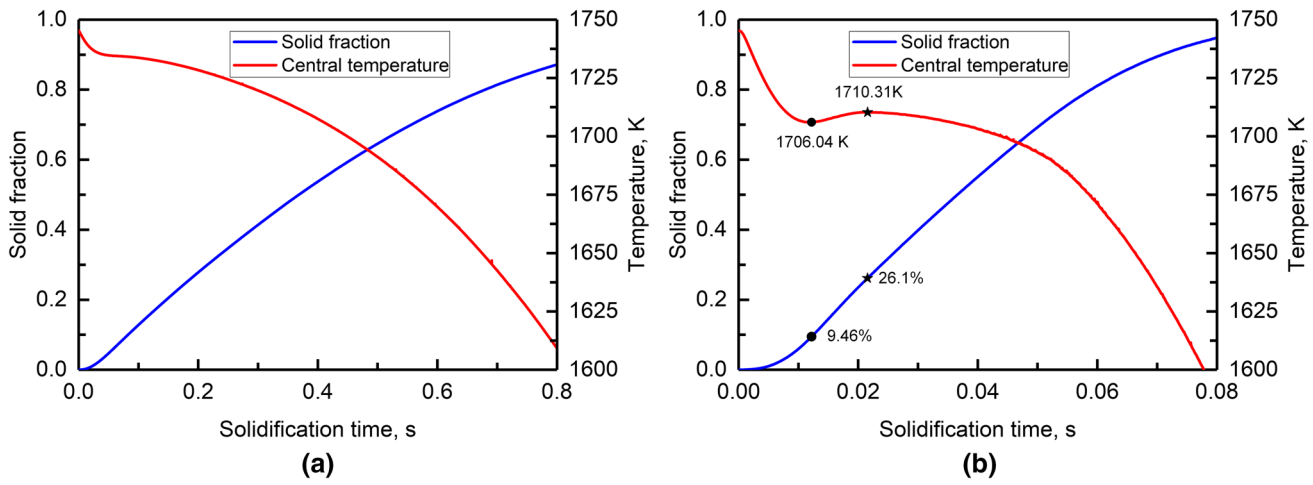 1.0
0.8
0.6
0.4
0.2
0.0
Solid fraction
Solid fraction
Central temperature
1750
1725
1700
1675
1650
1625
1600
Temperature, K
0.0
0.2
0.4
0.6
0.8
Solidification time, s
(a)
1.0
0.8
0.6
0.4
0.2
0.0
Solid fraction
Solid fraction
Central temperature
1710.31K
1706.04 K
26.1%
9.46%
1750
1725
1700
1675
1650
1625
1600
Temperature, K
0.00
0.02
0.04
0.06
0.08
Solidification time, s
(b)